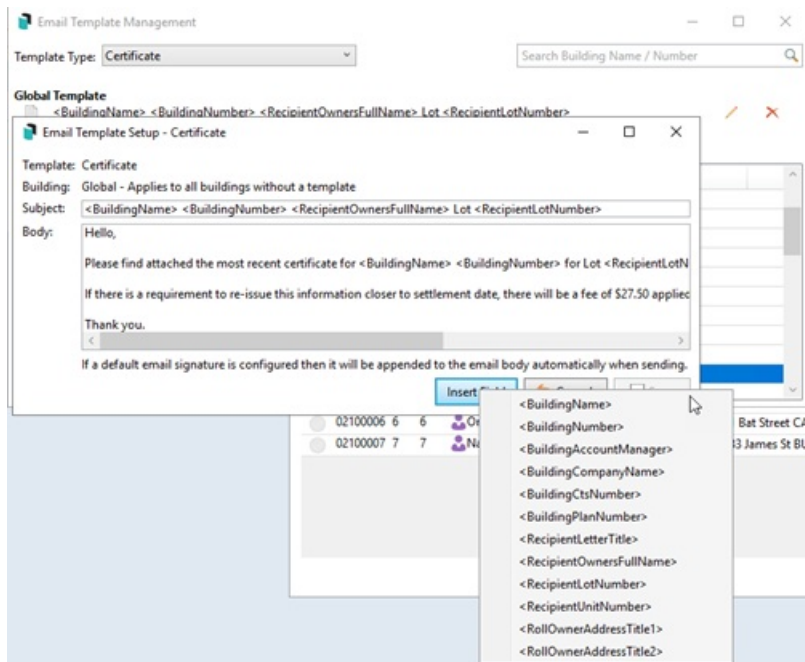 Email Template Management
Template Type: Certificate
Search Building Name / Number
Global Template
<BuildingName> <BuildingNumber> <RecipientOwnersFullName> Lot <RecipientLotNumber>
Email Template Setup - Certificate
Template: Certificate
Building: Global - Applies to all buildings without a template
Subject: <BuildingName> <BuildingNumber> <RecipientOwnersFullName> Lot <RecipientLotNumber>
Body: Hello,
Please find attached the most recent certificate for <BuildingName> <BuildingNumber> for Lot <RecipientLotN
If there is a requirement to re-issue this information closer to settlement date, there will be a fee of $27.50 applied
Thank you.
If a default email signature is configured then it will be appended to the email body automatically when sending.
Insert
<BuildingName>
02100006 6 6 Bat Street CA
<BuildingNumber>
02100007 7 7 33 James St BU
<BuildingAccountManager>
<BuildingCompanyName>
<BuildingCtsNumber>
<BuildingPlanNumber>
<RecipientLetterTitle>
<RecipientOwnersFullName>
<RecipientLotNumber>
<RecipientUnitNumber>
<RollOwnerAddressTitle1>
<RollOwnerAddressTitle2>